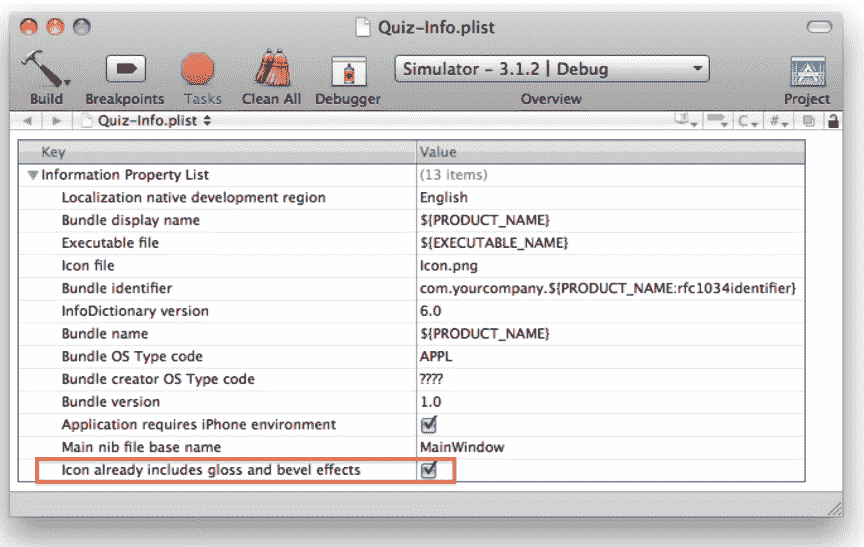 Quiz-Info.plist
Simulator - 3.1.2 | Debug
Build Breakpoints Tasks Clean All Debugger Overview Project
Quiz-Info.plist C #
Key Value
Information Property List (13 items)
Localization native development region English
Bundle display name ${PRODUCT_NAME}
Executable file ${EXECUTABLE_NAME}
Icon file Icon.png
Bundle identifier com.yourcompany.${PRODUCT_NAME:rfc1034identifier}
InfoDictionary version 6.0
Bundle name ${PRODUCT_NAME}
Bundle OS Type code APPL
Bundle creator OS Type code ????
Bundle version 1.0
Application requires iPhone environment
Main nib file base name MainWindow
Icon already includes gloss and bevel effects